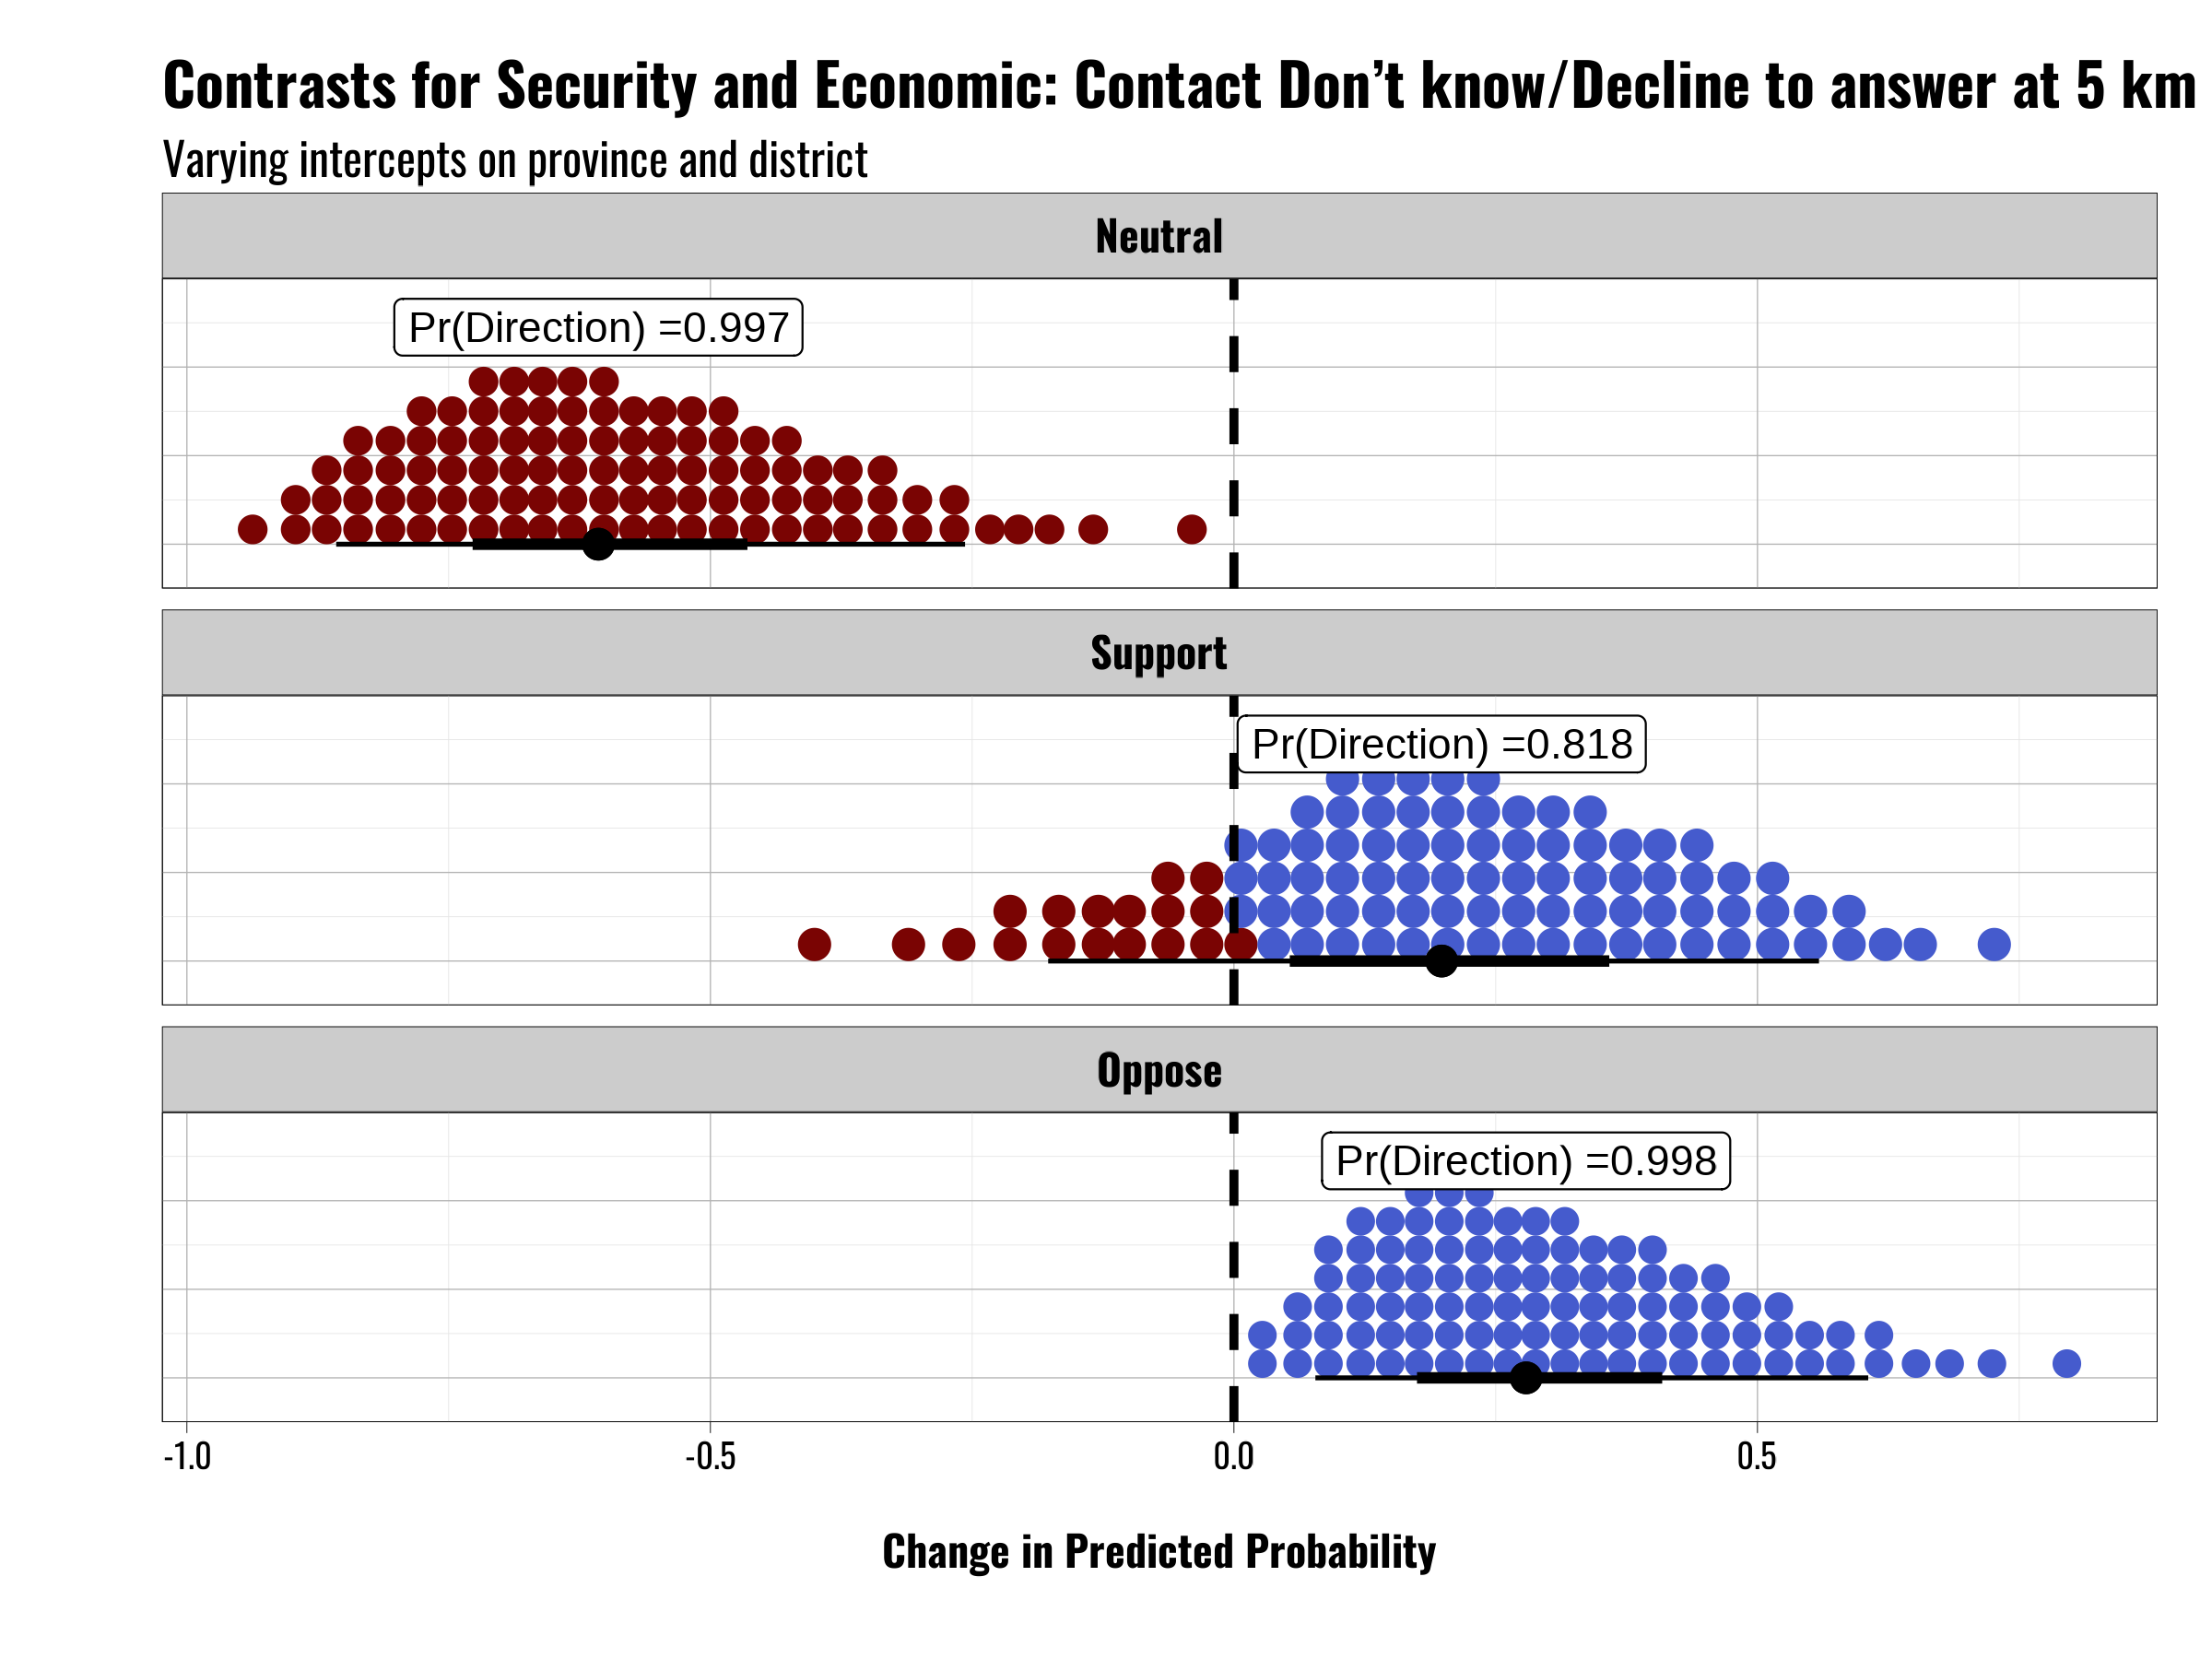 Contrasts for Security and Economic: Contact Don’t know/Decline to answer at 5 km
Varying intercepts on province and district
Neutral
Pr(Direction) =0.997
Support
Pr(Direction) =0.818
Oppose
Pr(Direction) =0.998
-1.0 -0.5 0.0 0.5
Change in Predicted Probability